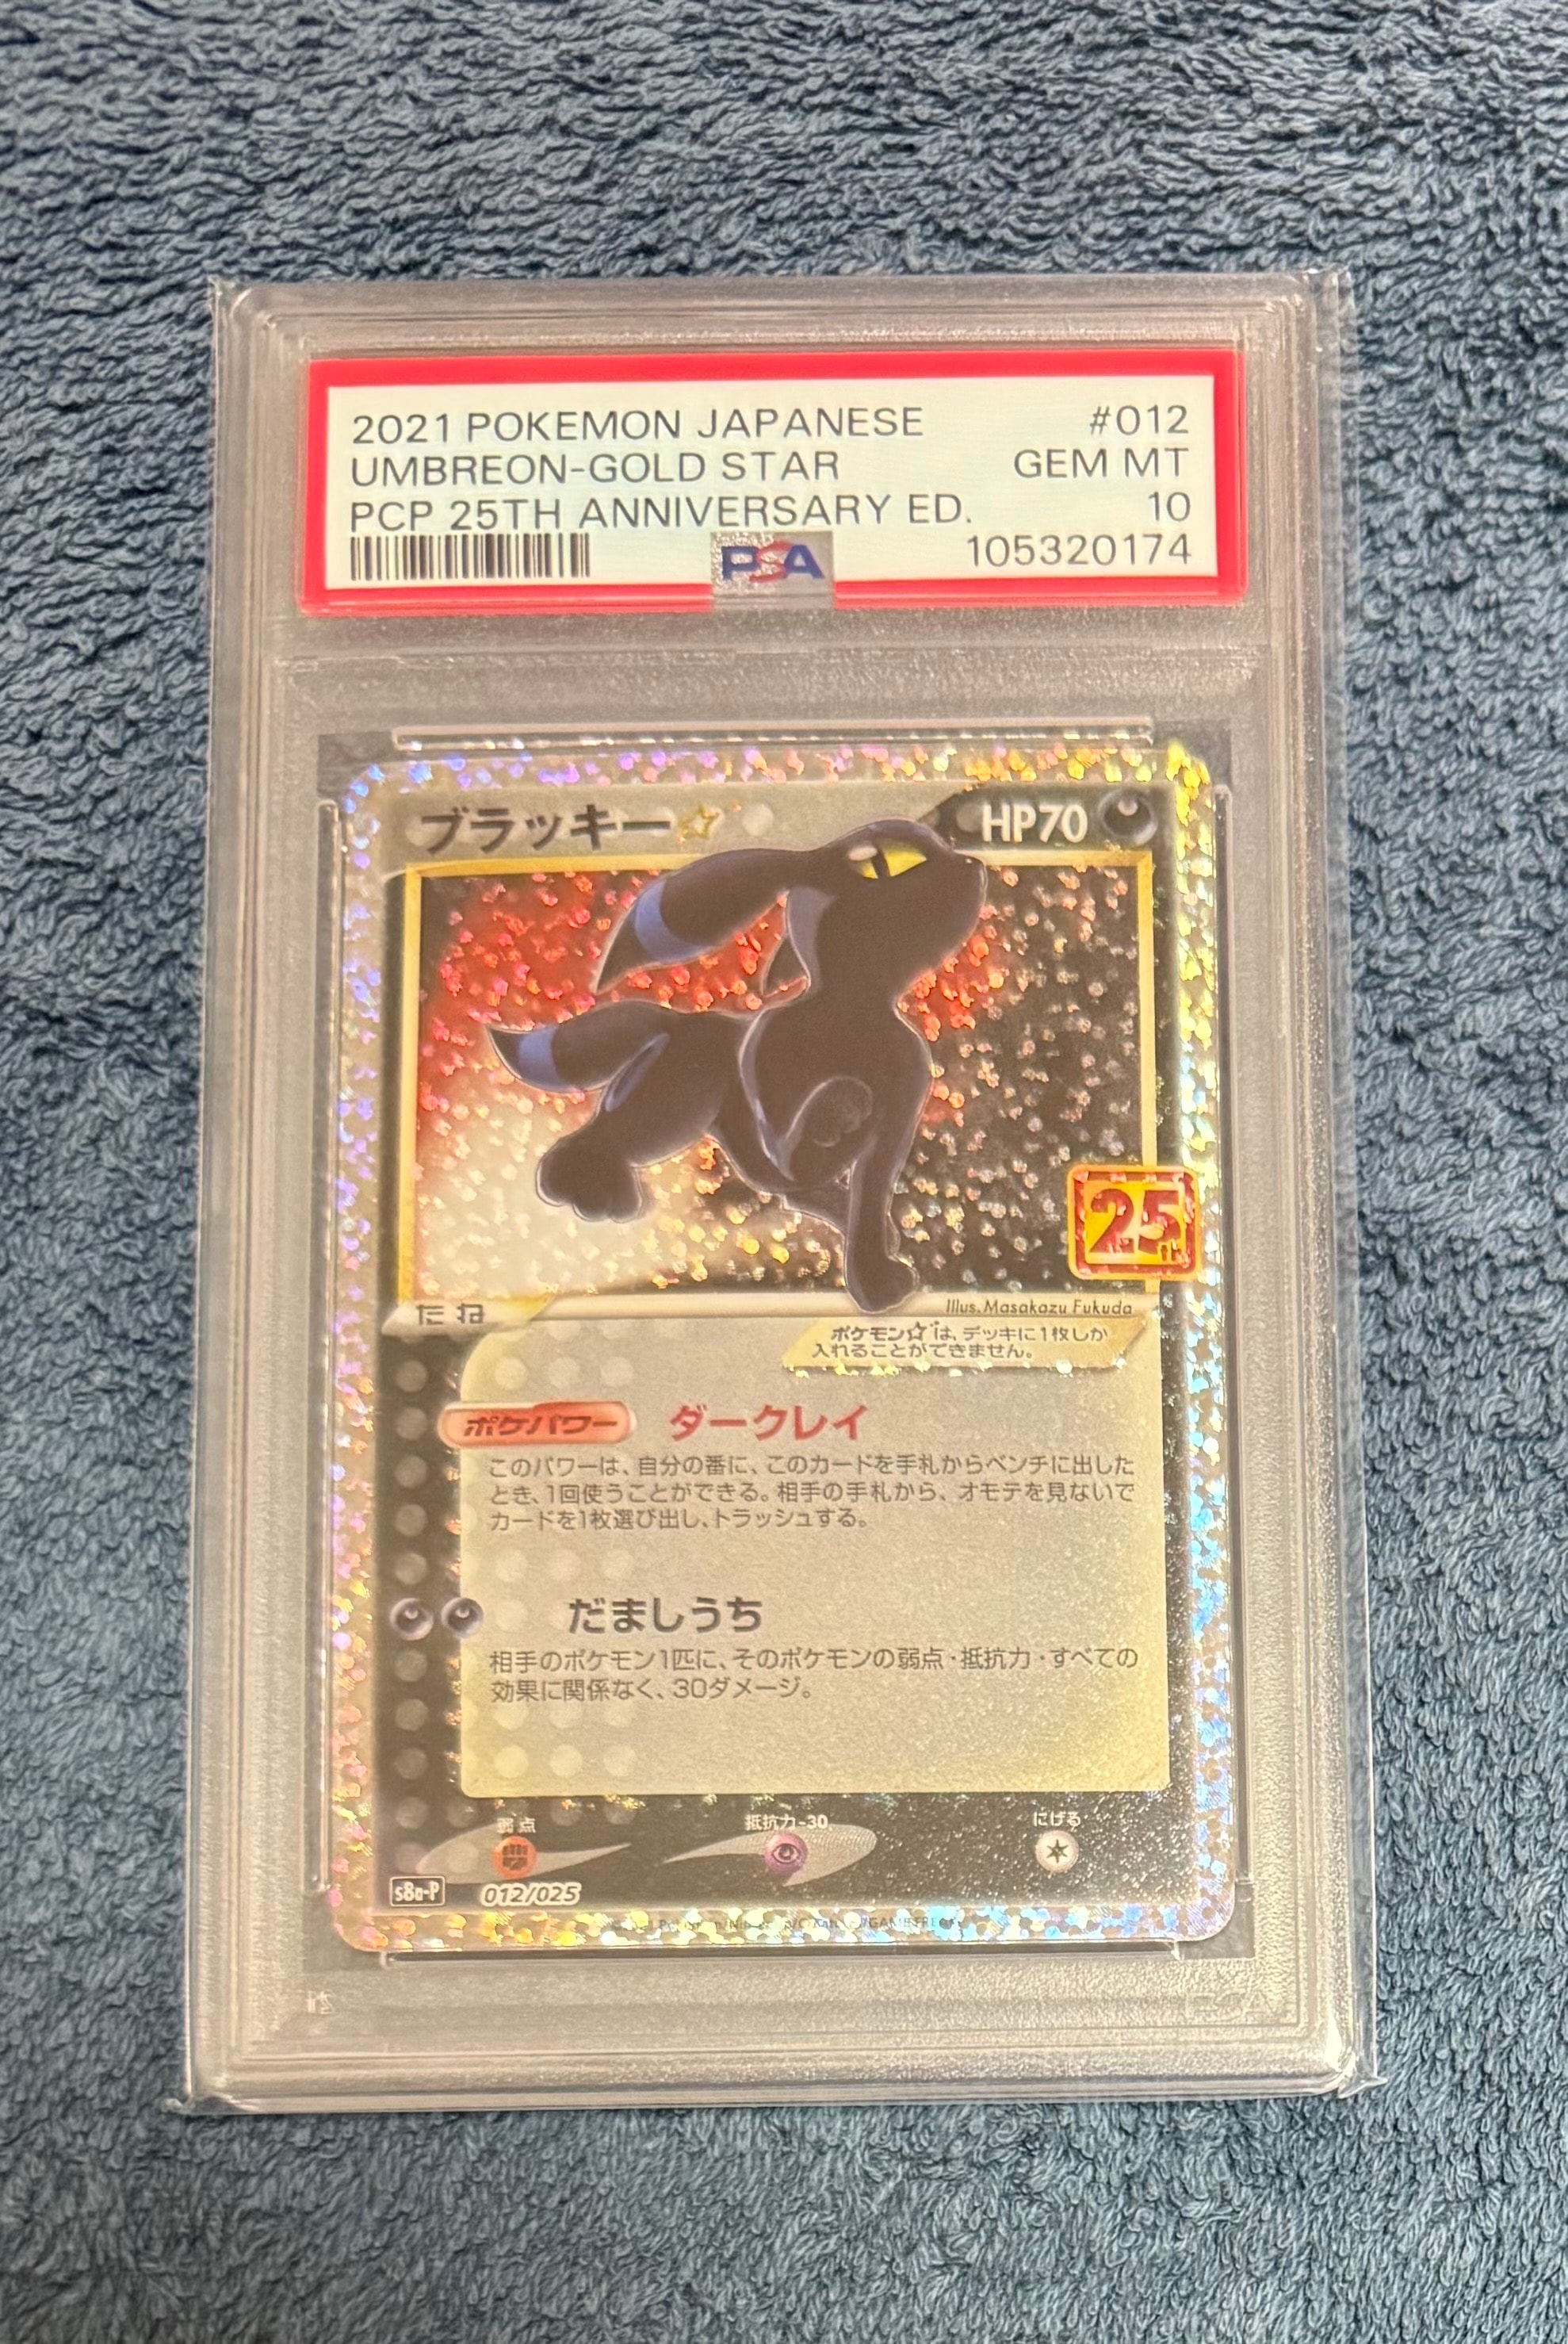 2021 POKEMON JAPANESE #012
UMBREON-GOLD STAR GEM MT
PCP 25TH ANNIVERSARY ED. 10
PSA 105320174
ブラッキー☆ HP70
25th
たね Illus. Masakazu Fukuda
ポケモン☆は、デッキに1枚しか
入れることができません。
ポケパワー ダークレイ
このパワーは、自分の番に、このカードを手札からベンチに出した
とき、1回使うことができる。相手の手札から、オモテを見ないで
カードを1枚選び出し、トラッシュする。
だましうち
相手のポケモン1匹に、そのポケモンの弱点・抵抗力・すべての
効果に関係なく、30ダメージ。
弱点 抵抗力-30 にげる
s8a-P 012/025